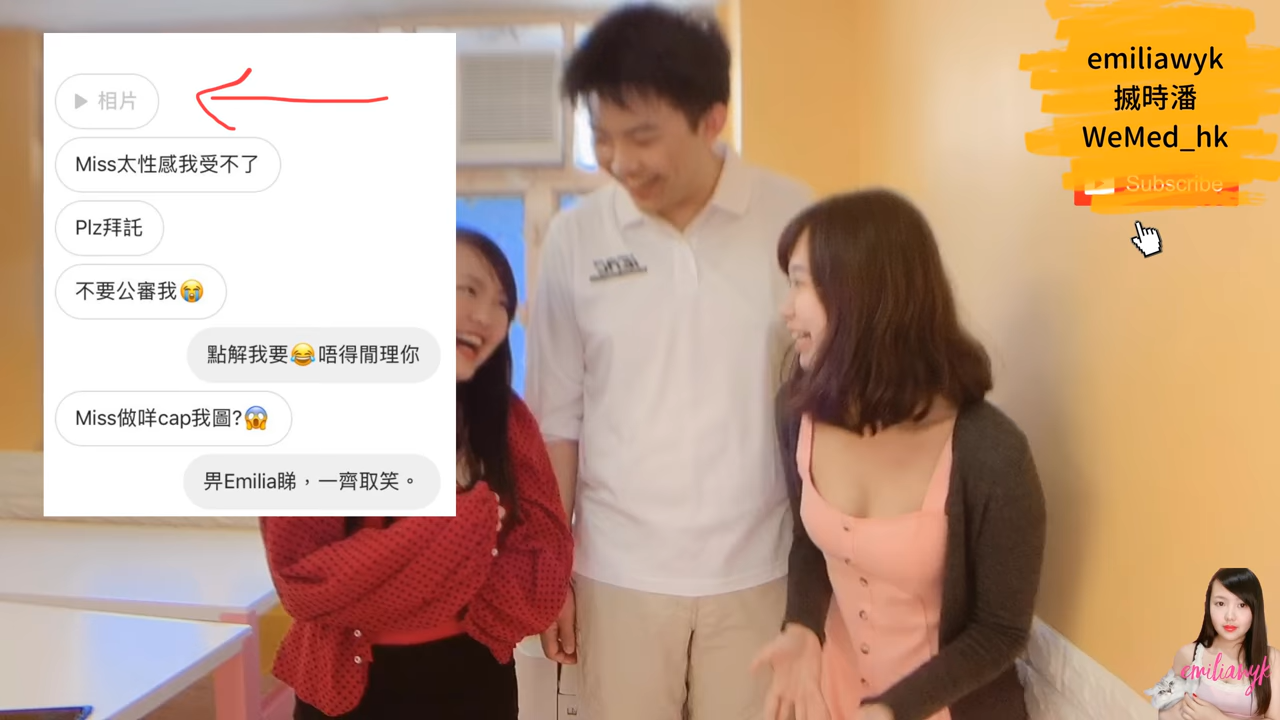 相片
Miss太性感我受不了
Plz拜託
不要公審我😭
點解我要😂唔得閒理你
Miss做咩cap我圖?😱
畀Emilia睇，一齊取笑。
emiliawyk
搣時潘
WeMed_hk
Subscribe
emiliawyk